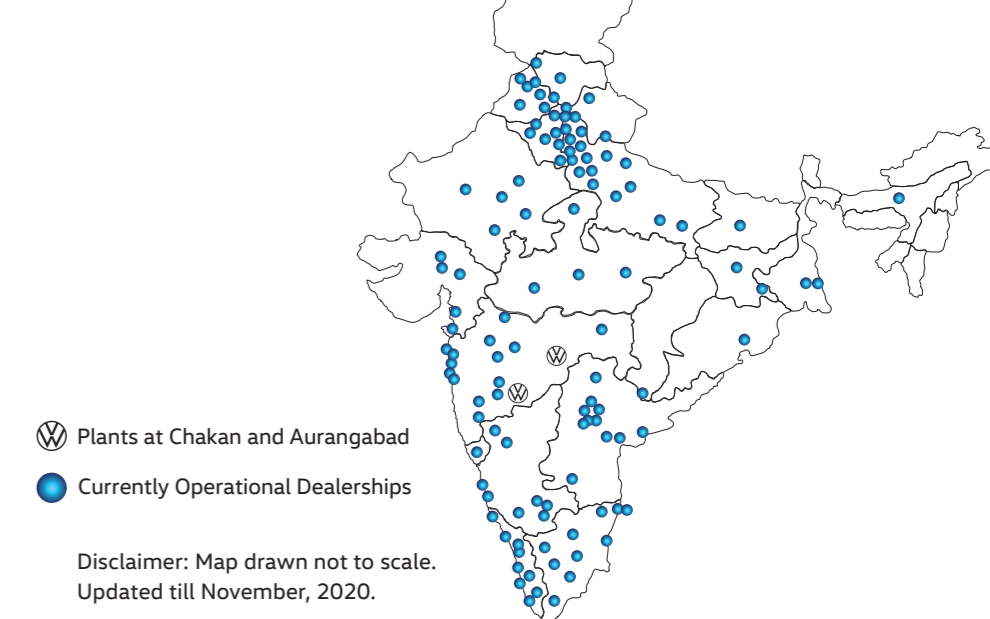 Plants at Chakan and Aurangabad
Currently Operational Dealerships
Disclaimer: Map drawn not to scale.
Updated till November, 2020.